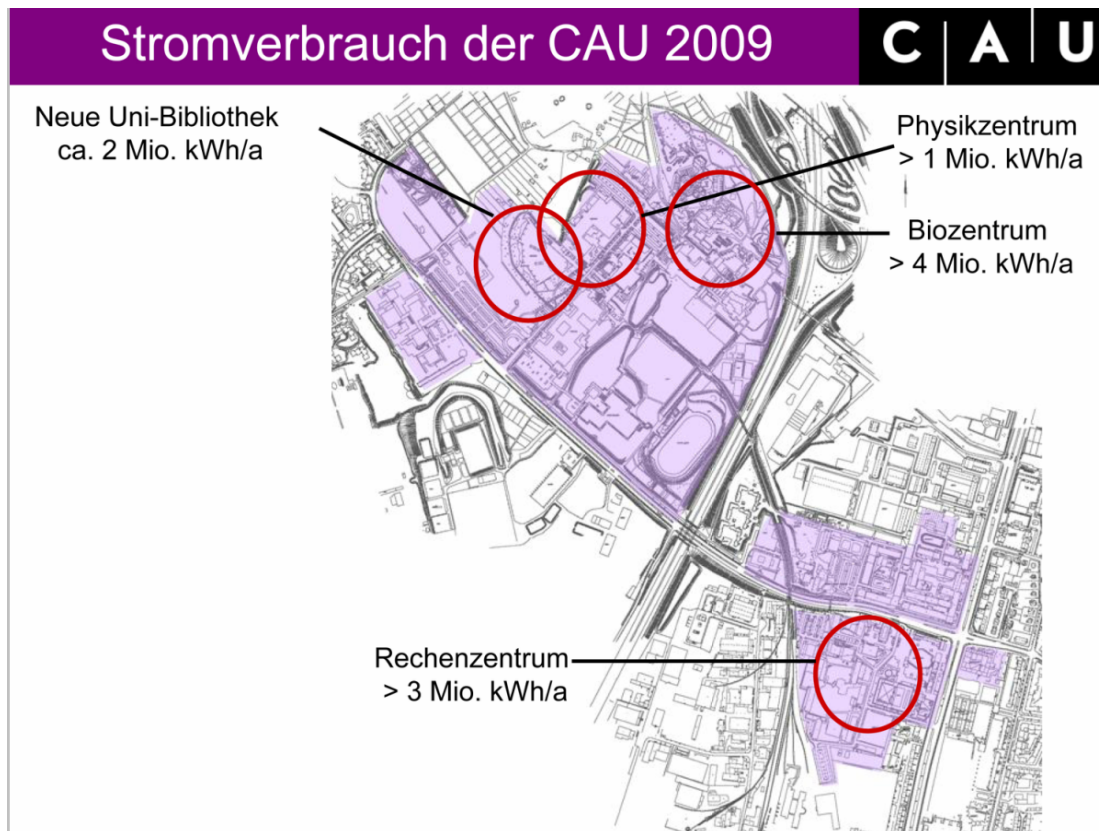 Stromverbrauch der CAU 2009
C A U
Neue Uni-Bibliothek
ca. 2 Mio. kWh/a
Physikzentrum
> 1 Mio. kWh/a
Biozentrum
> 4 Mio. kWh/a
Rechenzentrum
> 3 Mio. kWh/a